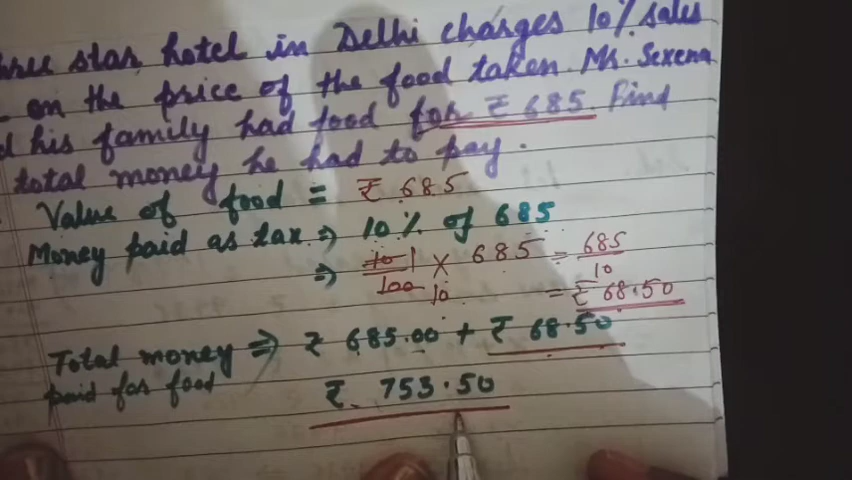 hree star hotel in Delhi charges 10% sales
on the price of the food taken. Mr. Sexena
d his family had food for ₹ 685. Find
total money he had to pay.
Value of food = ₹ 685
Money paid as tax ⇒ 10% of 685
⇒ 10 1/100 10 × 685 = 685/10
= ₹ 68.50
Total money ⇒ ₹ 685.00 + ₹ 68.50
paid for food
₹ 753.50